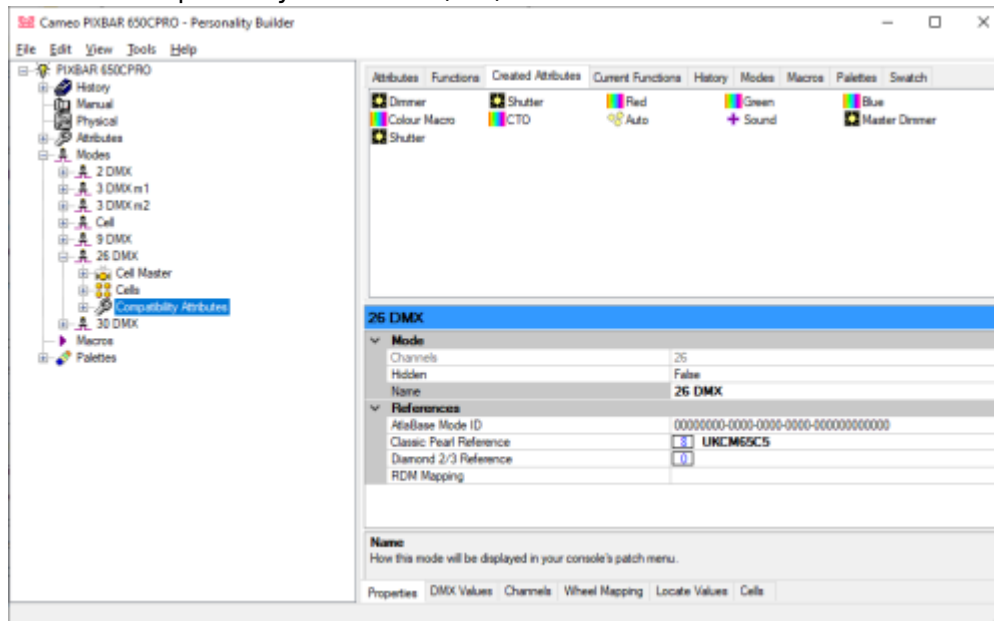 Cameo PIXBAR 650CPRO - Personality Builder
File Edit View Tools Help
PIXBAR 650CPRO
History
Manual
Physical
Attributes
Modes
2 DMX
3 DMX m1
3 DMX m2
Cell
9 DMX
26 DMX
Cell Master
Cells
Compatibility Attributes
30 DMX
Macros
Palettes
Attributes Functions Created Attributes Current Functions History Modes Macros Palettes Swatch
Dimmer Shutter Red Green Blue
Colour Macro CTO Auto Sound Master Dimmer
Shutter
26 DMX
Mode
Channels 26
Hidden False
Name 26 DMX
References
AtlaBase Mode ID 00000000-0000-0000-0000-000000000000
Classic Pearl Reference 8 UKCM65C5
Diamond 2/3 Reference 0
RDM Mapping
Name
How this mode will be displayed in your console's patch menu.
Properties DMX Values Channels Wheel Mapping Locate Values Cells